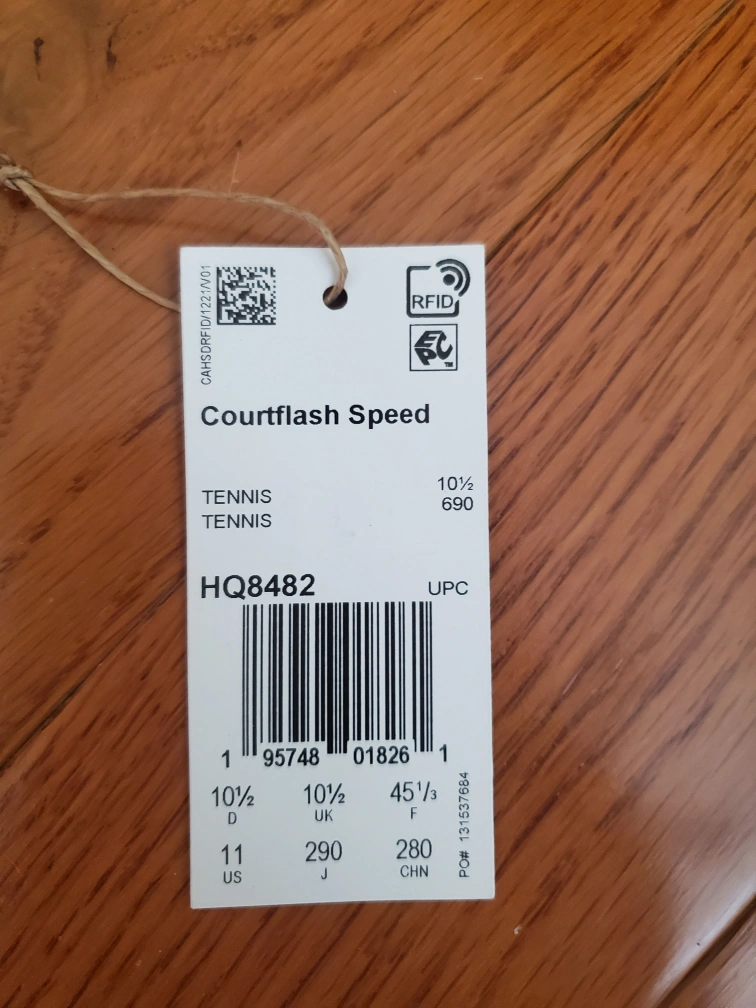 CAHSDRFID/1221/V01
RFID
EPC™
Courtflash Speed
TENNIS 10½
TENNIS 690
HQ8482 UPC
1 95748 01826 1
10½ 10½ 45¹/₃
D UK F
11 290 280
US J CHN
PO# 131537684